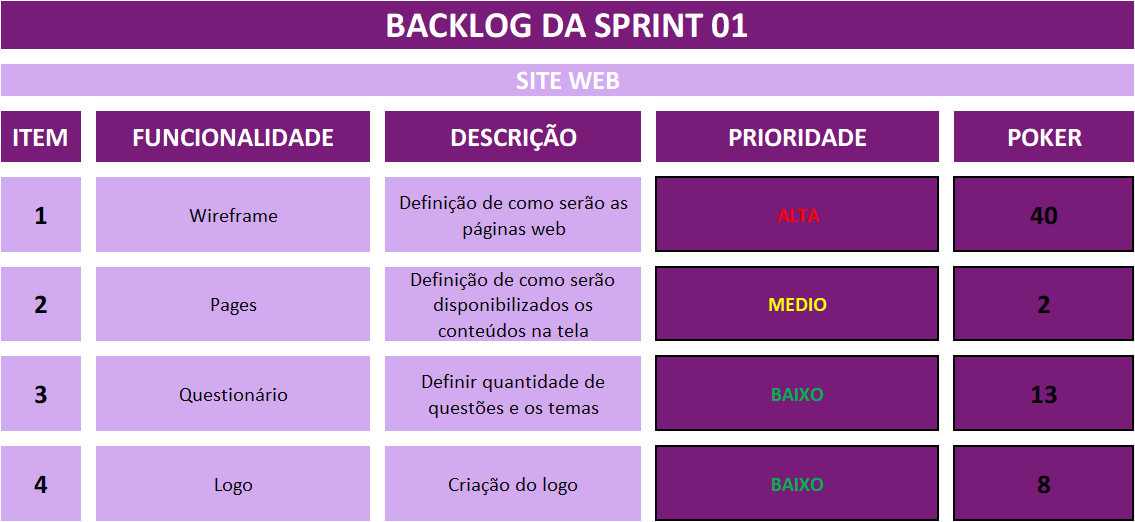 BACKLOG DA SPRINT 01
SITE WEB
ITEM FUNCIONALIDADE DESCRIÇÃO PRIORIDADE POKER
1 Wireframe Definição de como serão as
páginas web ALTA 40
2 Pages Definição de como serão
disponibilizados os
conteúdos na tela MEDIO 2
3 Questionário Definir quantidade de
questões e os temas BAIXO 13
4 Logo Criação do logo BAIXO 8